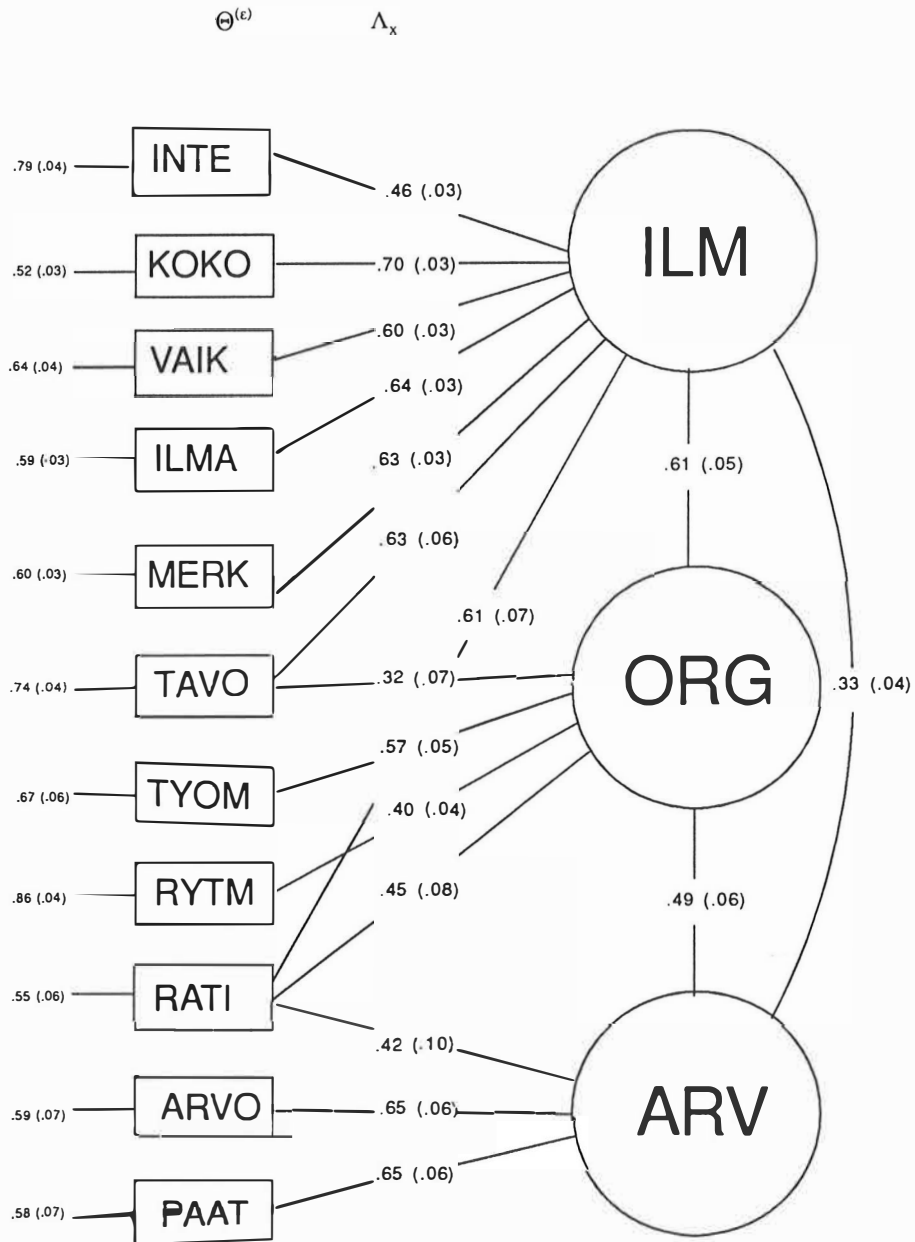 Θ(ε) Λx
INTE
.79 (.04)
.46 (.03)
ILM
KOKO
.52 (.03)
.70 (.03)
.60 (.03)
VAIK
.64 (.04)
.64 (.03)
ILMA
.59 (.03)
.63 (.03)
.61 (.05)
.63 (.06)
MERK
.60 (.03)
.61 (.07)
TAVO
.74 (.04)
.32 (.07)
ORG
.33 (.04)
.57 (.05)
TYOM
.67 (.06)
.40 (.04)
RYTM
.86 (.04)
.45 (.08)
.49 (.06)
RATI
.55 (.06)
.42 (.10)
ARVO
.59 (.07)
.65 (.06)
ARV
.65 (.06)
PAAT
.58 (.07)